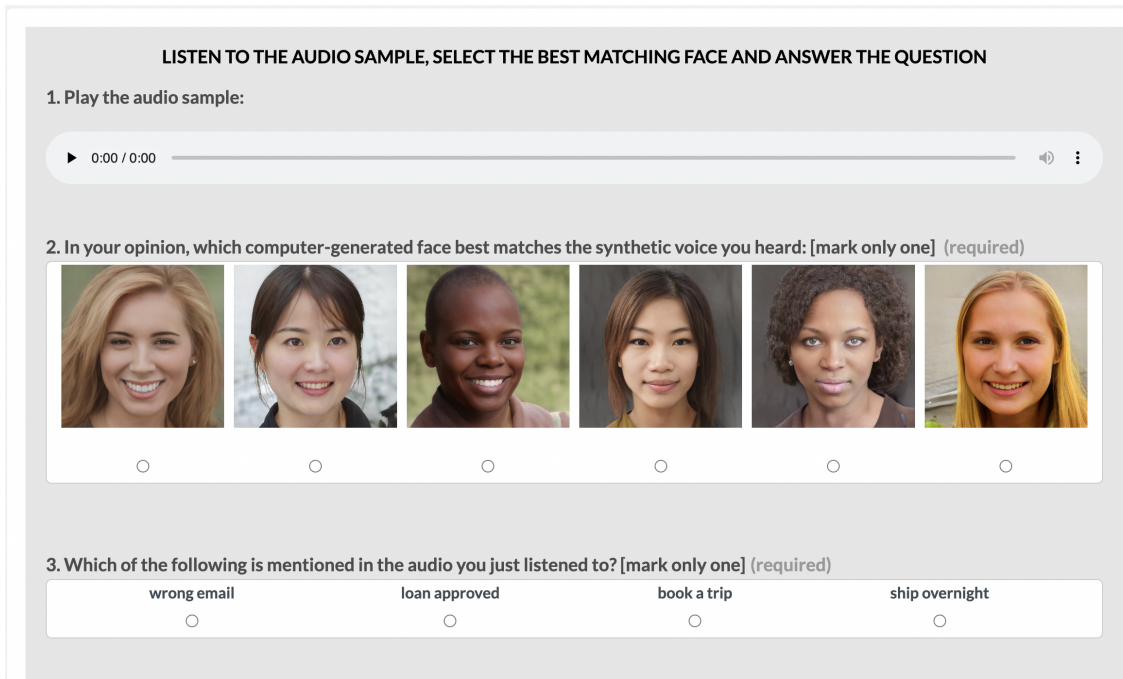 LISTEN TO THE AUDIO SAMPLE, SELECT THE BEST MATCHING FACE AND ANSWER THE QUESTION
1. Play the audio sample:
0:00 / 0:00
2. In your opinion, which computer-generated face best matches the synthetic voice you heard: [mark only one] (required)
3. Which of the following is mentioned in the audio you just listened to? [mark only one] (required)
wrong email loan approved book a trip ship overnight